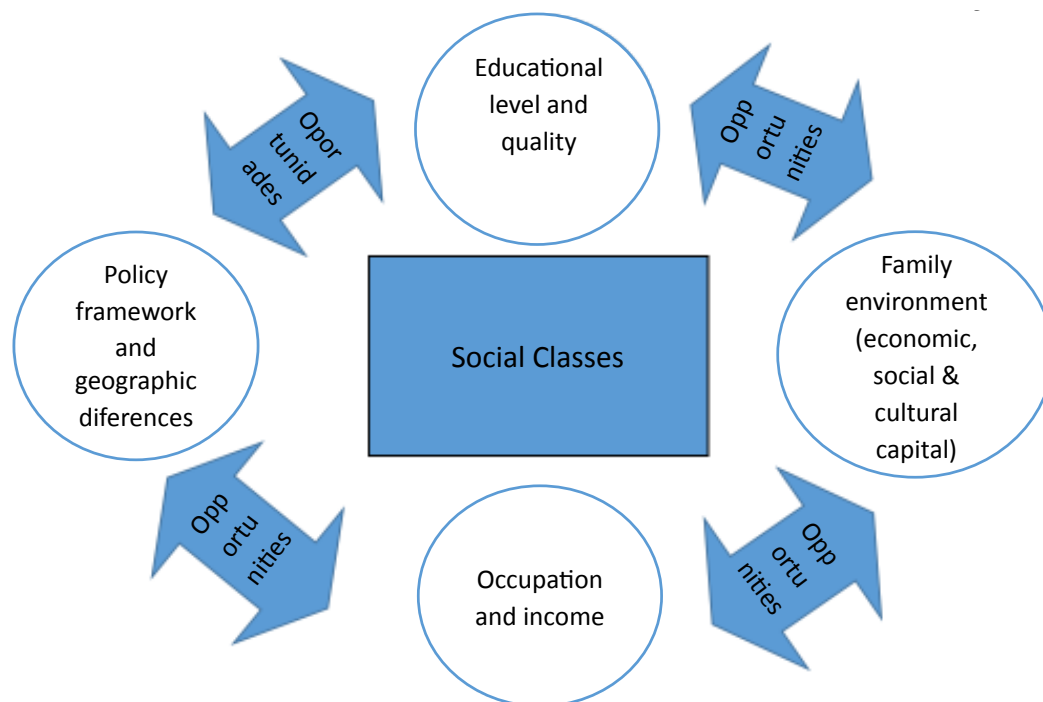 Educational
level and
quality
Opor
tunid
ades
Opp
ortu
nities
Policy
framework
and
geographic
diferences
Social Classes
Family
environment
(economic,
social &
cultural
capital)
Opp
ortu
nities
Occupation
and income
Opp
ortu
nities